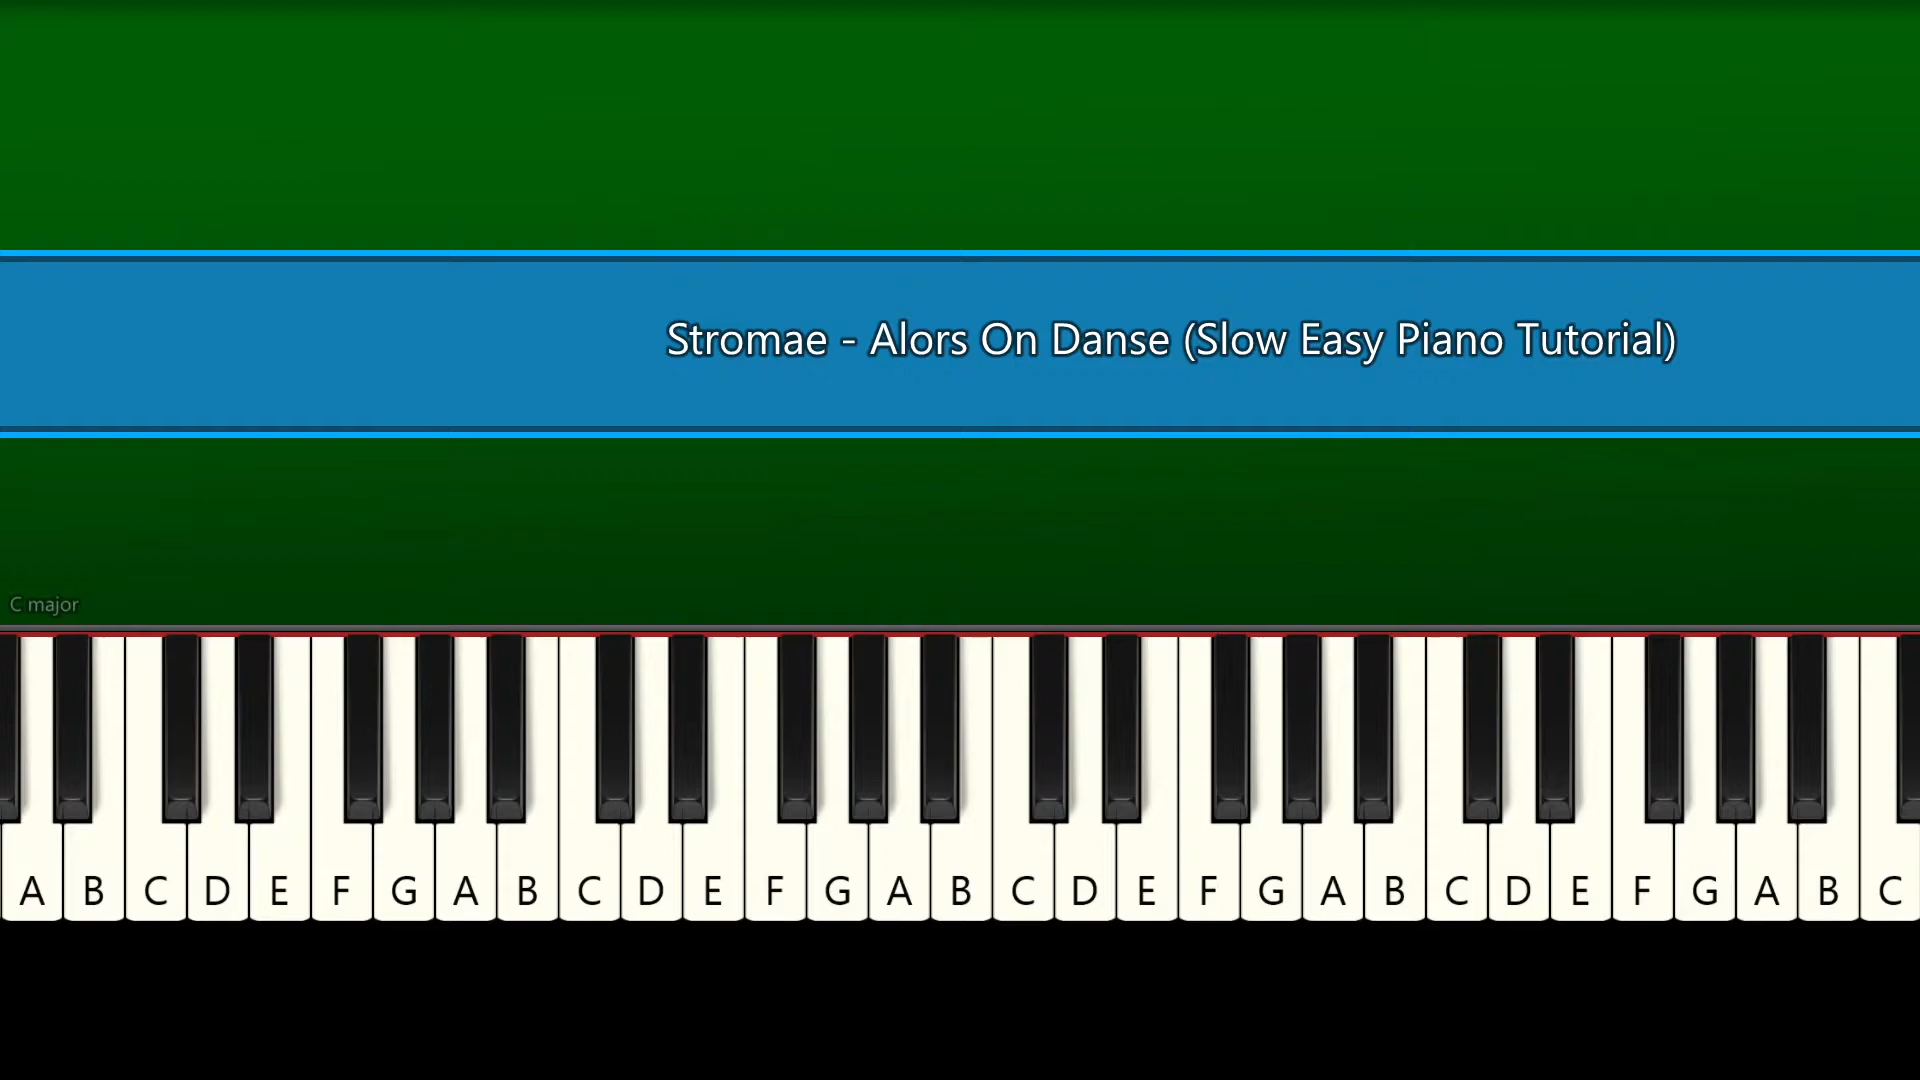 Stromae - Alors On Danse (Slow Easy Piano Tutorial)
C major
A B C D E F G A B C D E F G A B C D E F G A B C D E F G A B C